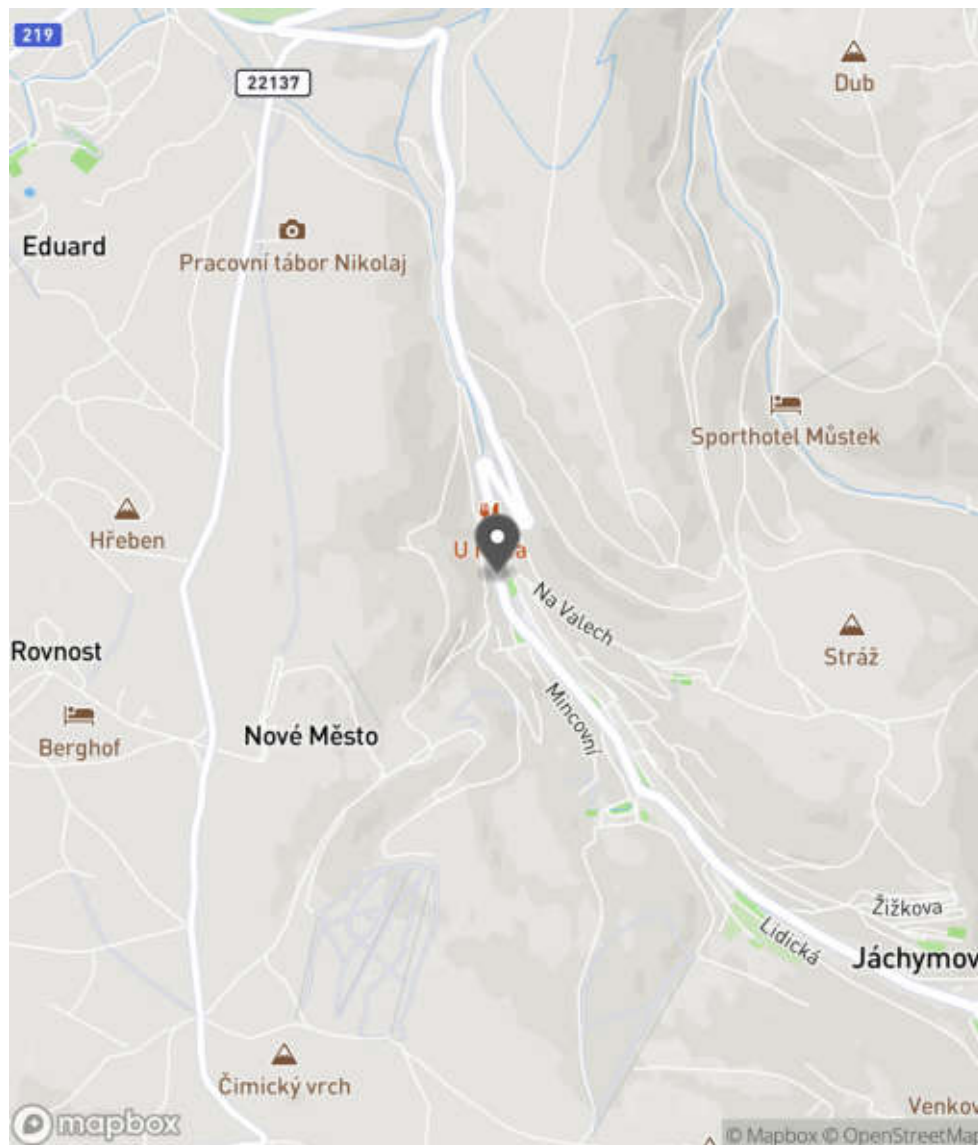 219
22137
Dub
Eduard
Pracovní tábor Nikolaj
Sporthotel Můstek
Hřeben
U
Na Valech
Rovnost
Stráž
Mincovní
Berghof
Nové Město
Žižkova
Lidická
Jáchymov
Čimický vrch
Venkov
mapbox
© Mapbox © OpenStreetMap